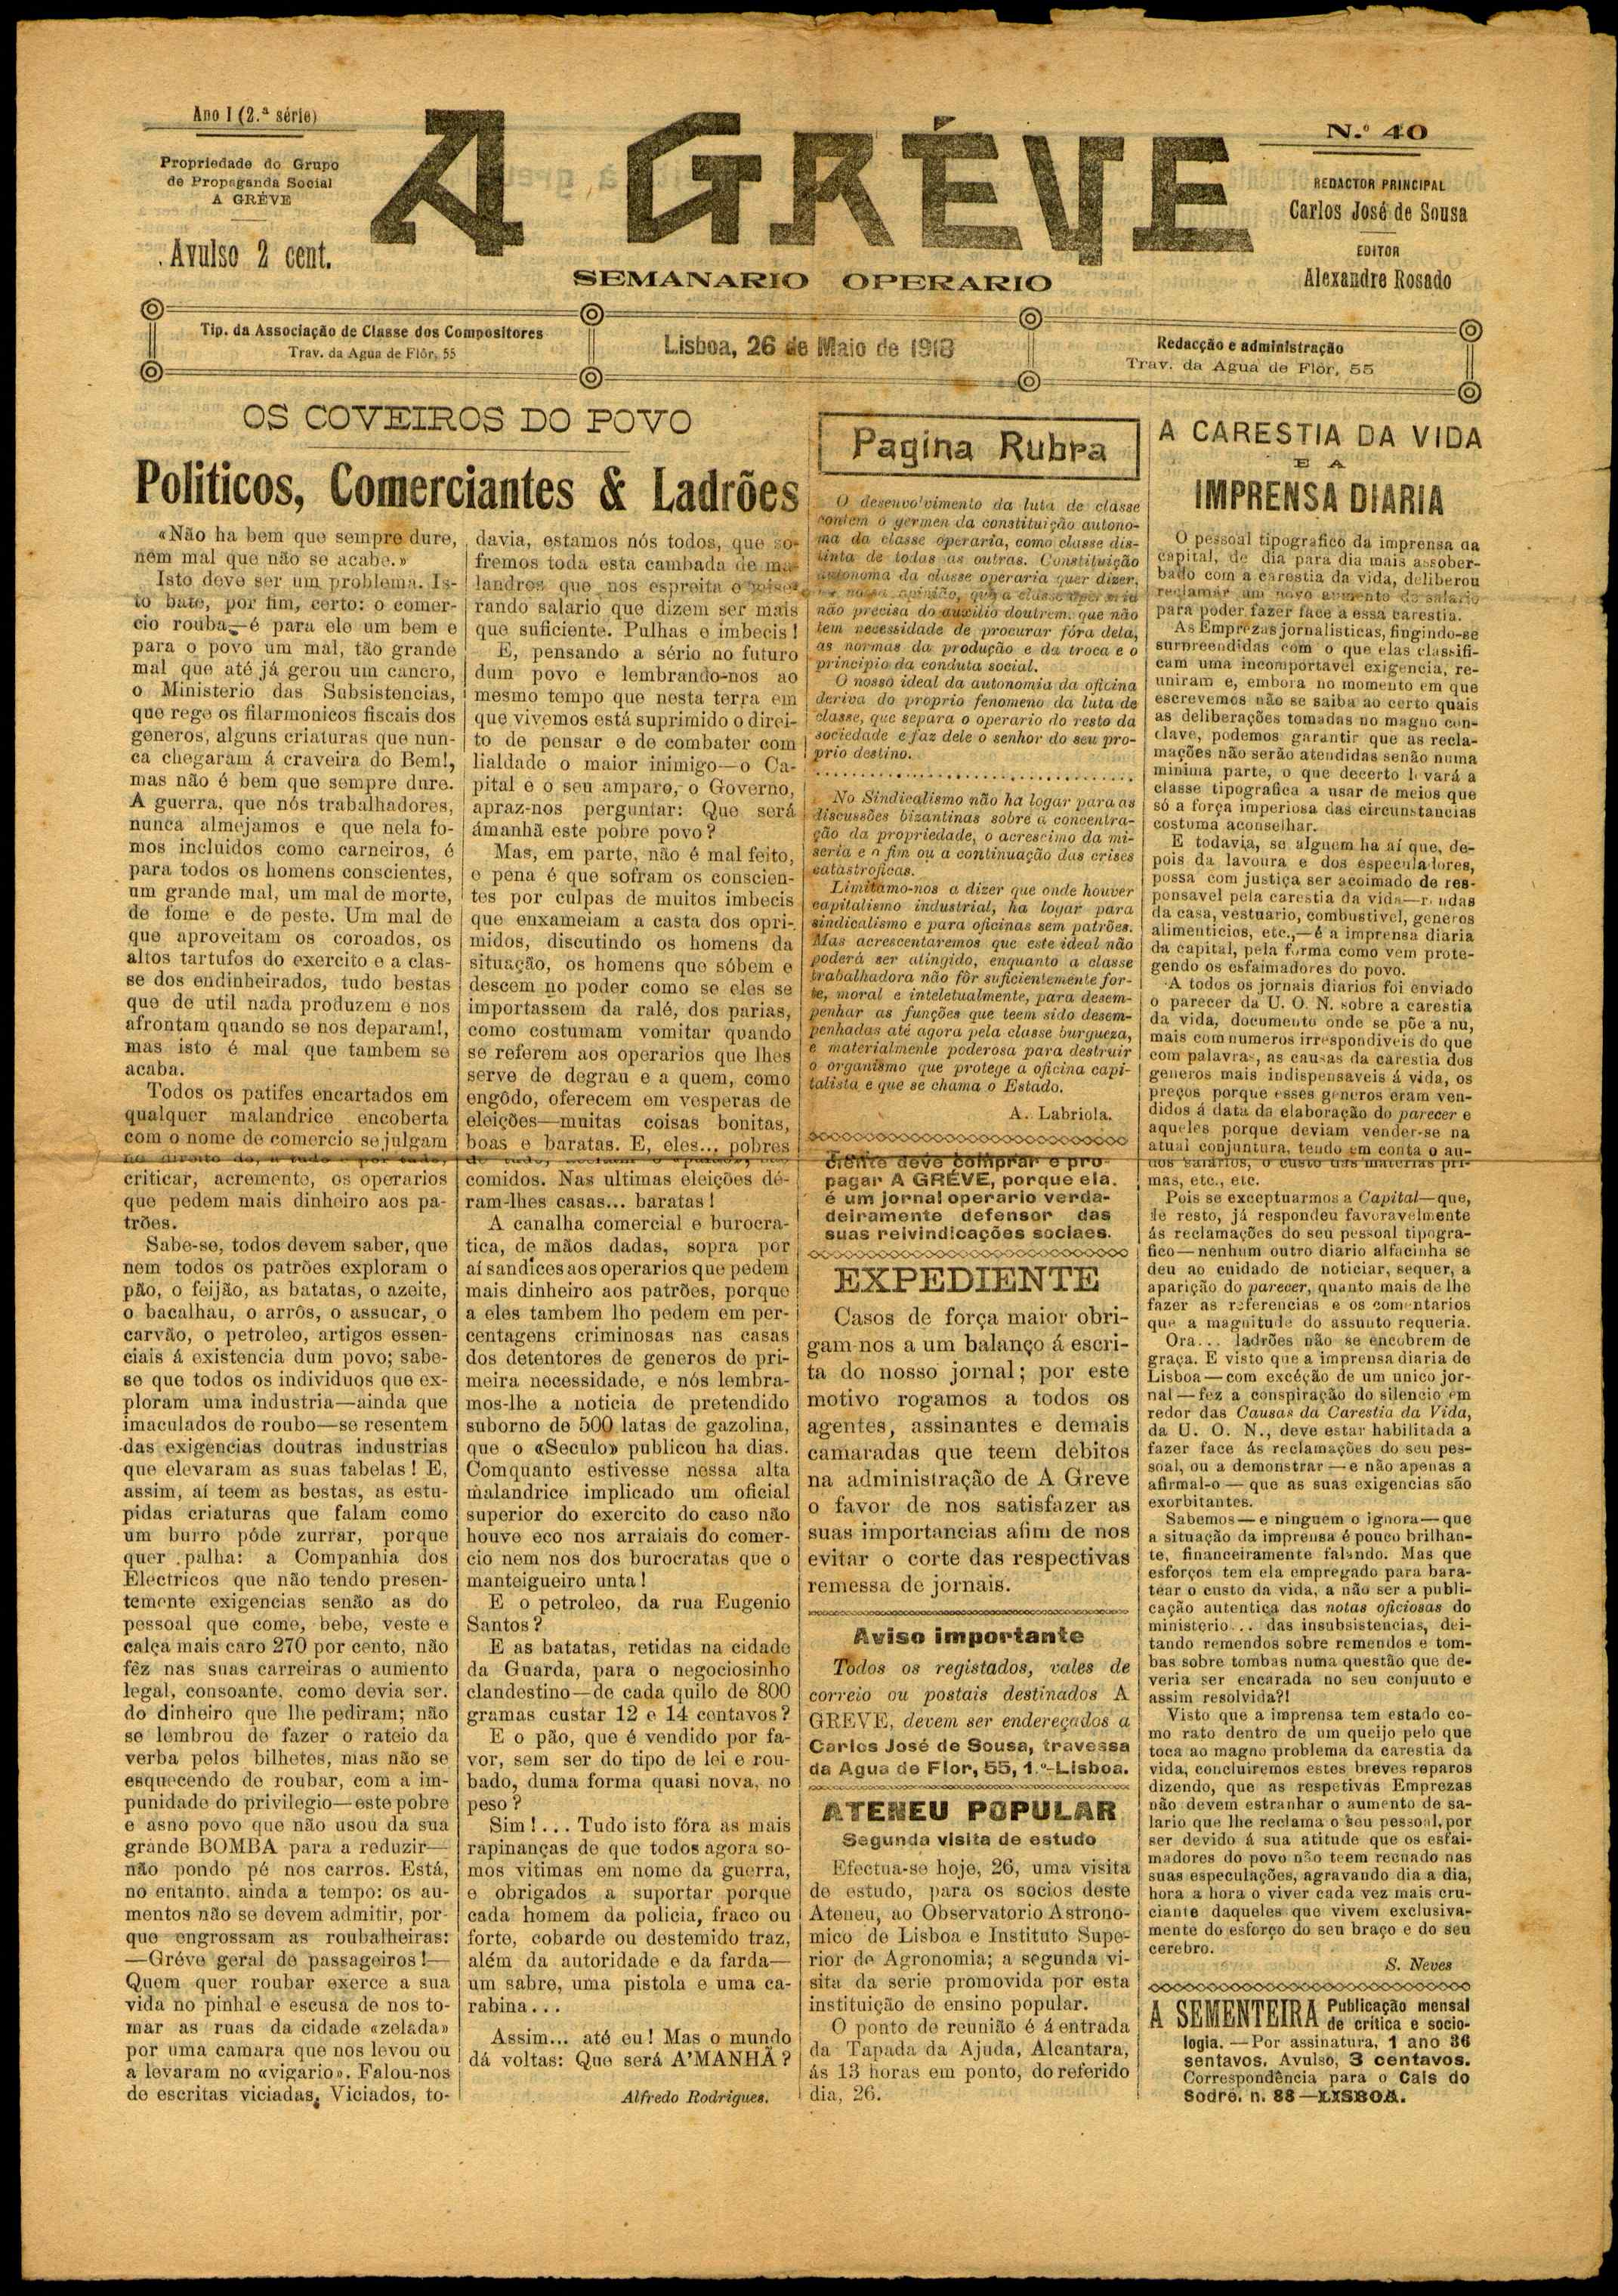 Ano I (2.ª série)
Propriedade do Grupo
de Propaganda Social
A GRÉVE
Avulso 2 cent.
A GRÉVE
SEMANARIO OPERARIO
N.º 40
REDACTOR PRINCIPAL
Carlos José de Sousa
EDITOR
Alexandre Rosado
Tip. da Associação de Classe dos Compositores
Trav. da Agua de Flôr, 55
Lisboa, 26 de Maio de 1918
Redacção e administração
Trav. da Agua de Flôr, 55
OS COVEIROS DO POVO
Politicos, Comerciantes & Ladrões
«Não ha bem que sempre dure,
nem mal que não se acabe.»
Isto deve ser um problema. Is-
to bate, por fim, certo: o comer-
cio rouba—é para ele um bem e
para o povo um mal, tão grande
mal que até já gerou um cancro,
o Ministerio das Subsistencias,
que rege os filarmonicos fiscais dos
generos, alguns criaturas que nun-
ca chegaram á craveira do Bem!,
mas não é bem que sempre dure.
A guerra, que nós trabalhadores,
nunca almejamos e que nela fo-
mos incluidos como carneiros, é
para todos os homens conscientes,
um grande mal, um mal de morte,
de fome e de peste. Um mal de
que aproveitam os coroados, os
altos tartufos do exercito e a clas-
se dos endinheirados, tudo bestas
que de util nada produzem e nos
afrontam quando se nos deparam!,
mas isto é mal que tambem se
acaba.
Todos os patifes encartados em
qualquer malandrice encoberta
com o nome de comercio se julgam
no direito de, a tudo e por tudo,
criticar, acremente, os operarios
que pedem mais dinheiro aos pa-
trões.
Sabe-se, todos devem saber, que
nem todos os patrões exploram o
pão, o feijão, as batatas, o azeite,
o bacalhau, o arrôs, o assucar, o
carvão, o petroleo, artigos essen-
ciais á existencia dum povo; sabe-
se que todos os individuos que ex-
ploram uma industria—ainda que
imaculados de roubo—se resentem
das exigencias doutras industrias
que elevaram as suas tabelas! E,
assim, aí teem as bestas, as estu-
pidas criaturas que falam como
um burro póde zurrar, porque
quer palha: a Companhia dos
Electricos que não tendo presen-
temente exigencias senão as do
pessoal que come, bebe, veste e
calça mais caro 270 por cento, não
fêz nas suas carreiras o aumento
legal, consoante, como devia ser.
do dinheiro que lhe pediram; não
se lembrou de fazer o rateio da
verba pelos bilhetes, mas não se
esquecendo de roubar, com a im-
punidade do privilegio—este pobre
e asno povo que não usou da sua
grande BOMBA para a reduzir—
não pondo pé nos carros. Está,
no entanto, ainda a tempo: os au-
mentos não se devem admitir, por-
que engrossam as roubalheiras:
—Gréve geral de passageiros!—
Quem quer roubar exerce a sua
vida no pinhal e escusa de nos to-
mar as ruas da cidade «zelada»
por uma camara que nos levou ou
a levaram no «vigario». Falou-nos
de escritas viciadas. Viciados, to-
davia, estamos nós todos, que so-
fremos toda esta cambada de ma-
landros que nos espreita o
rando salario que dizem ser mais
que suficiente. Pulhas e imbecis!
E, pensando a sério no futuro
dum povo e lembrando-nos ao
mesmo tempo que nesta terra em
que vivemos está suprimido o direi-
to de pensar e de combater com
lialdade o maior inimigo—o Ca-
pital e o seu amparo, o Governo,
apraz-nos perguntar: Que será
ámanhã este pobre povo?
Mas, em parte, não é mal feito,
e pena é que sofram os conscien-
tes por culpas de muitos imbecis
que enxameiam a casta dos opri-
midos, discutindo os homens da
situação, os homens que sóbem e
descem no poder como se eles se
importassem da ralé, dos parias,
como costumam vomitar quando
se referem aos operarios que lhes
serve de degrau e a quem, como
engôdo, oferecem em vesperas de
eleições—muitas coisas bonitas,
boas e baratas. E, eles... pobres
de tudo,
comidos. Nas ultimas eleições dé-
ram-lhes casas... baratas!
A canalha comercial e burocra-
tica, de mãos dadas, sopra por
aí sandices aos operarios que pedem
mais dinheiro aos patrões, porque
a eles tambem lho pedem em per-
centagens criminosas nas casas
dos detentores de generos de pri-
meira necessidade, e nós lembra-
mos-lhe a noticia de pretendido
suborno de 500 latas de gazolina,
que o «Seculo» publicou ha dias.
Comquanto estivesse nessa alta
malandrice implicado um oficial
superior do exercito do caso não
houve eco nos arraiais do comer-
cio nem nos dos burocratas que o
manteigueiro unta!
E o petroleo, da rua Eugenio
Santos?
E as batatas, retidas na cidade
da Guarda, para o negociosinho
clandestino—de cada quilo de 800
gramas custar 12 e 14 centavos?
E o pão, que é vendido por fa-
vor, sem ser do tipo de lei e rou-
bado, duma forma quasi nova, no
peso?
Sim!... Tudo isto fóra as mais
rapinanças de que todos agora so-
mos vitimas em nome da guerra,
e obrigados a suportar porque
cada homem da policia, fraco ou
forte, cobarde ou destemido traz,
além da autoridade e da farda—
um sabre, uma pistola e uma ca-
rabina...
Assim... até eu! Mas o mundo
dá voltas: Que será A'MANHÃ?
Alfredo Rodrigues.
Pagina Rubra
O desenvolvimento da luta de classe
contem o germen da constituição autono-
ma da classe operaria, como classe dis-
tinta de todas as outras. Constituição
autonoma da classe operaria quer dizer,
na nossa opinião, que a classe operaria
não precisa do auxilio doutrem, que não
tem necessidade de procurar fóra dela,
as normas da produção e da troca e o
principio da conduta social.
O nosso ideal da autonomia da oficina
deriva do proprio fenomeno da luta de
classe, que separa o operario do resto da
sociedade e faz dele o senhor do seu pro-
prio destino.
No Sindicalismo não ha logar para as
discussões bizantinas sobre a concentra-
ção da propriedade, o acrescimo da mi-
seria e o fim ou a continuação das crises
catastroficas.
Limitamo-nos a dizer que onde houver
capitalismo industrial, ha logar para
sindicalismo e para oficinas sem patrões.
Mas acrescentaremos que este ideal não
poderá ser atingido, enquanto a classe
trabalhadora não fôr suficientemente for-
te, moral e inteletualmente, para desem-
penhar as funções que teem sido desem-
penhadas até agora pela classe burgueza,
e materialmente poderosa para destruir
o organismo que protege a oficina capi-
talista e que se chama o Estado.
A. Labriola.
ciente deve comprar e pro-
pagar A GRÉVE, porque ela.
é um jornal operario verda-
deiramente defensor das
suas reivindicações sociaes.
EXPEDIENTE
Casos de força maior obri-
gam-nos a um balanço á escri-
ta do nosso jornal; por este
motivo rogamos a todos os
agentes, assinantes e demais
camaradas que teem debitos
na administração de A Greve
o favor de nos satisfazer as
suas importancias afim de nos
evitar o corte das respectivas
remessa de jornais.
Aviso importante
Todos os registados, vales de
correio ou postais destinados A
GREVE, devem ser endereçados a
Carlos José de Sousa, travessa
da Agua de Flor, 55, 1.º-Lisboa.
ATENEU POPULAR
Segunda visita de estudo
Efectua-se hoje, 26, uma visita
de estudo, para os socios deste
Ateneu, ao Observatorio Astrono-
mico de Lisboa e Instituto Supe-
rior de Agronomia; a segunda vi-
sita da serie promovida por esta
instituição de ensino popular.
O ponto de reunião é á entrada
da Tapada da Ajuda, Alcantara,
ás 13 horas em ponto, do referido
dia, 26.
A CARESTIA DA VIDA
E A
IMPRENSA DIARIA
O pessoal tipografico da imprensa da
capital, de dia para dia mais assober-
bado com a carestia da vida, deliberou
reclamar um novo aumento de salario
para poder fazer face a essa carestia.
As Emprezas jornalisticas, fingindo-se
surpreendidas com o que elas classifi-
cam uma incomportavel exigencia, re-
uniram e, embora no momento em que
escrevemos não se saiba ao certo quais
as deliberações tomadas no magno con-
clave, podemos garantir que as recla-
mações não serão atendidas senão numa
minima parte, o que decerto levará a
classe tipografica a usar de meios que
só a força imperiosa das circunstancias
costuma aconselhar.
E todavia, se alguem ha aí que, de-
pois da lavoura e dos especuladores,
possa com justiça ser acoimado de res-
ponsavel pela carestia da vida—rendas
da casa, vestuario, combustivel, generos
alimenticios, etc.,—é a imprensa diaria
da capital, pela forma como vem prote-
gendo os esfaimadores do povo.
A todos os jornais diarios foi enviado
o parecer da U. O. N. sobre a carestia
da vida, documento onde se põe a nu,
mais com numeros irrespondiveis do que
com palavras, as causas da carestia dos
generos mais indispensaveis á vida, os
preços porque esses generos eram ven-
didos á data da elaboração do parecer e
aqueles porque deviam vender-se na
atual conjuntura, tendo em conta o au-
dos salarios, o custo das materias pri-
mas, etc., etc.
Pois se exceptuarmos a Capital—que,
de resto, já respondeu favoravelmente
ás reclamações do seu pessoal tipogra-
fico—nenhum outro diario alfacinha se
deu ao cuidado de noticiar, sequer, a
aparição do parecer, quanto mais de lhe
fazer as referencias e os comentarios
que a magnitude do assunto requeria.
Ora... ladrões não se encobrem de
graça. E visto que a imprensa diaria de
Lisboa—com excéção de um unico jor-
nal—fez a conspiração do silencio em
redor das Causas da Carestia da Vida,
da U. O. N., deve estar habilitada a
fazer face ás reclamações do seu pes-
soal, ou a demonstrar—e não apenas a
afirmal-o—que as suas exigencias são
exorbitantes.
Sabemos—e ninguem o ignora—que
a situação da imprensa é pouco brilhan-
te, financeiramente falando. Mas que
esforços tem ela empregado para bara-
tear o custo da vida, a não ser a publi-
cação autentica das notas oficiosas do
ministerio... das insubsistencias, dei-
tando remendos sobre remendos e tom-
bas sobre tombas numa questão que de-
veria ser encarada no seu conjunto e
assim resolvida?!
Visto que a imprensa tem estado co-
mo rato dentro de um queijo pelo que
toca ao magno problema da carestia da
vida, concluiremos estes breves reparos
dizendo, que as respetivas Emprezas
não devem estranhar o aumento de sa-
lario que lhe reclama o seu pessoal, por
ser devido á sua atitude que os esfai-
madores do povo não teem recuado nas
suas especulações, agravando dia a dia,
hora a hora o viver cada vez mais cru-
ciante daqueles que vivem exclusiva-
mente do esforço do seu braço e do seu
cerebro.
S. Neves
A SEMENTEIRA Publicação mensal
de critica e socio-
logia. —Por assinatura, 1 ano 36
sentavos. Avulso, 3 centavos.
Correspondência para o Cais do
Sodré, n. 88—LISBOA.